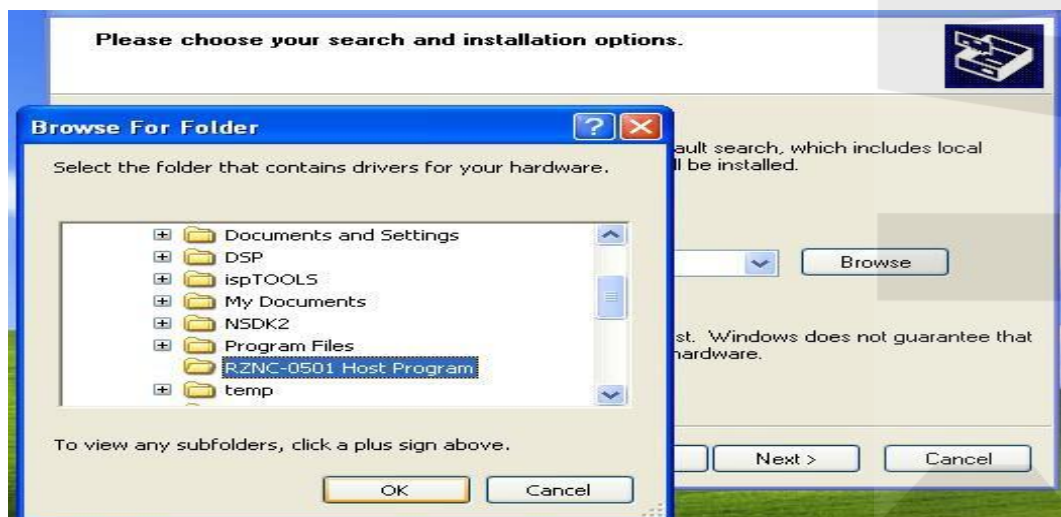 Please choose your search and installation options.
Browse For Folder
Select the folder that contains drivers for your hardware.
ault search, which includes local
ll be installed.
Documents and Settings
DSP
ispTOOLS
My Documents
NSDK2
Program Files
RZNC-0501 Host Program
temp
Browse
st. Windows does not guarantee that
hardware.
To view any subfolders, click a plus sign above.
OK
Cancel
Next >
Cancel